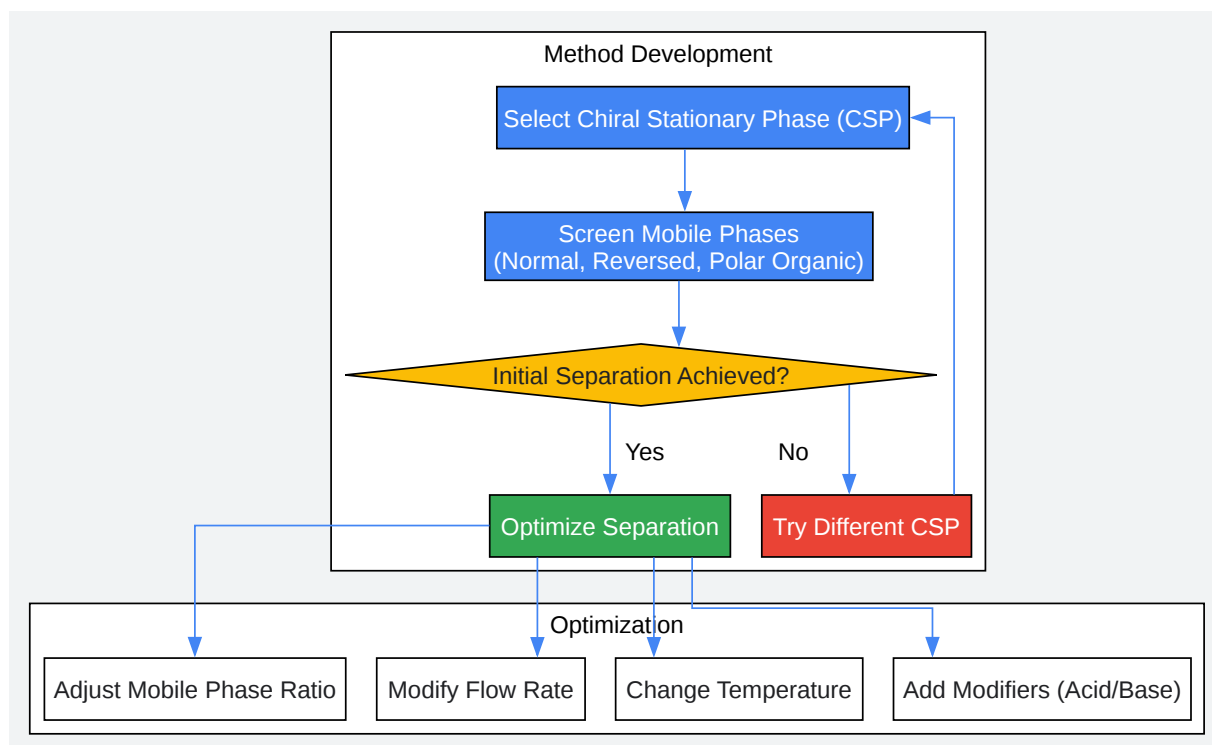 Method Development
Select Chiral Stationary Phase (CSP)
Screen Mobile Phases
(Normal, Reversed, Polar Organic)
Initial Separation Achieved?
Yes
No
Optimize Separation
Try Different CSP
Optimization
Adjust Mobile Phase Ratio
Modify Flow Rate
Change Temperature
Add Modifiers (Acid/Base)